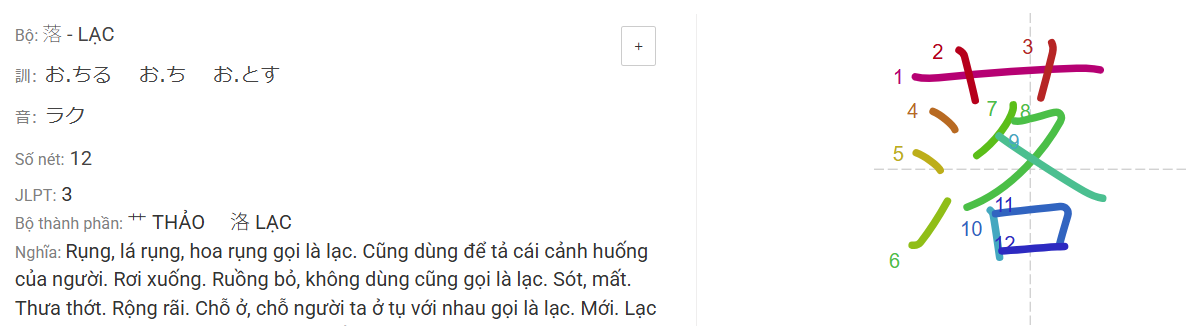 Bộ: 落 - LẠC
+
訓: お.ちる お.ち お.とす
音: ラク
Số nét: 12
JLPT: 3
Bộ thành phần: 艹 THẢO 洛 LẠC
Nghĩa: Rụng, lá rụng, hoa rụng gọi là lạc. Cũng dùng để tả cái cảnh huống
của người. Rơi xuống. Ruồng bỏ, không dùng cũng gọi là lạc. Sót, mất.
Thưa thớt. Rộng rãi. Chỗ ở, chỗ người ta ở tụ với nhau gọi là lạc. Mới. Lạc
落
1
2
3
4
5
6
7
8
9
10
11
12